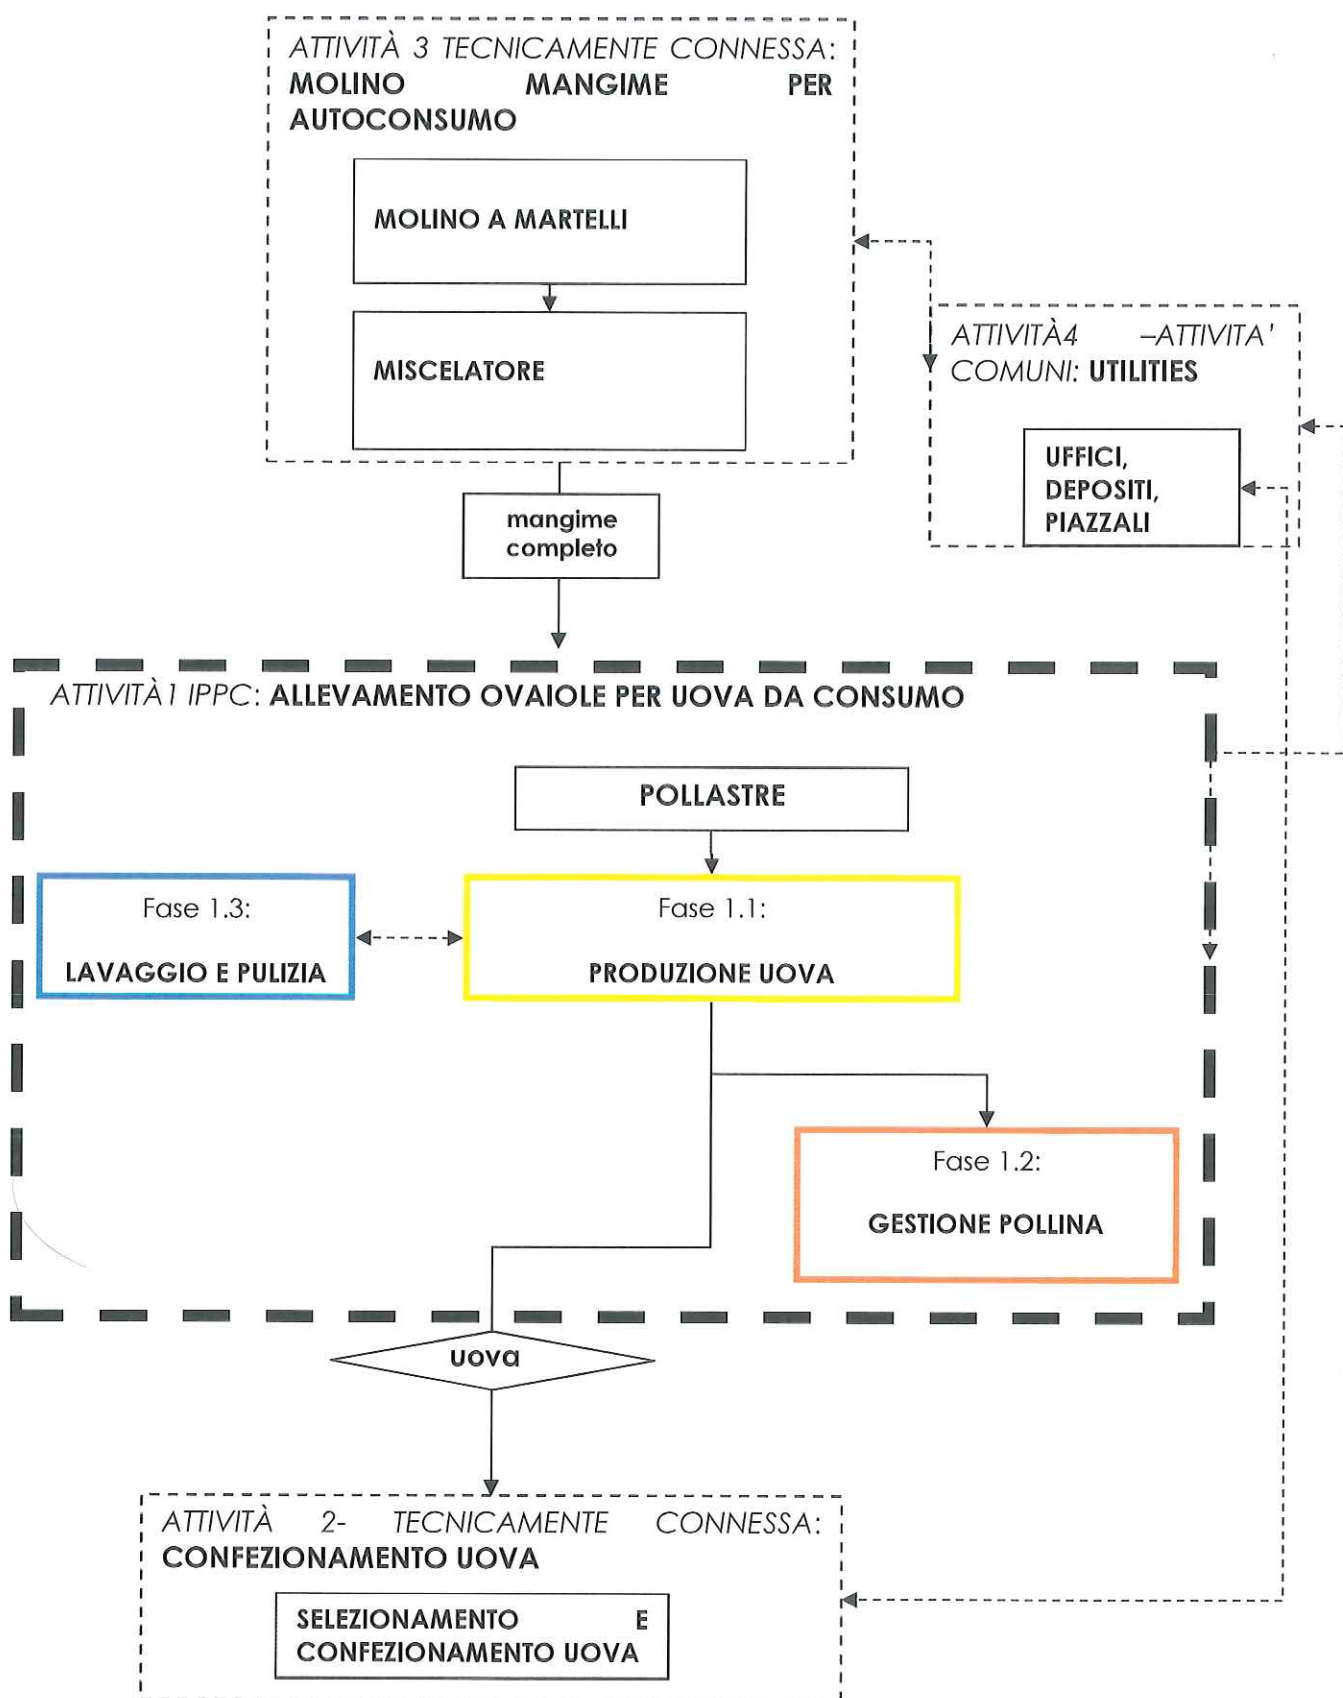 ATTIVITÀ 3 TECNICAMENTE CONNESSA:
MOLINO MANGIME PER
AUTOCONSUMO
MOLINO A MARTELLI
MISCELATORE
ATTIVITÀ4 –ATTIVITA'
COMUNI: UTILITIES
UFFICI,
DEPOSITI,
PIAZZALI
mangime
completo
ATTIVITÀ1 IPPC: ALLEVAMENTO OVAIOLE PER UOVA DA CONSUMO
POLLASTRE
Fase 1.3:
LAVAGGIO E PULIZIA
Fase 1.1:
PRODUZIONE UOVA
Fase 1.2:
GESTIONE POLLINA
uova
ATTIVITÀ 2- TECNICAMENTE CONNESSA:
CONFEZIONAMENTO UOVA
SELEZIONAMENTO E
CONFEZIONAMENTO UOVA